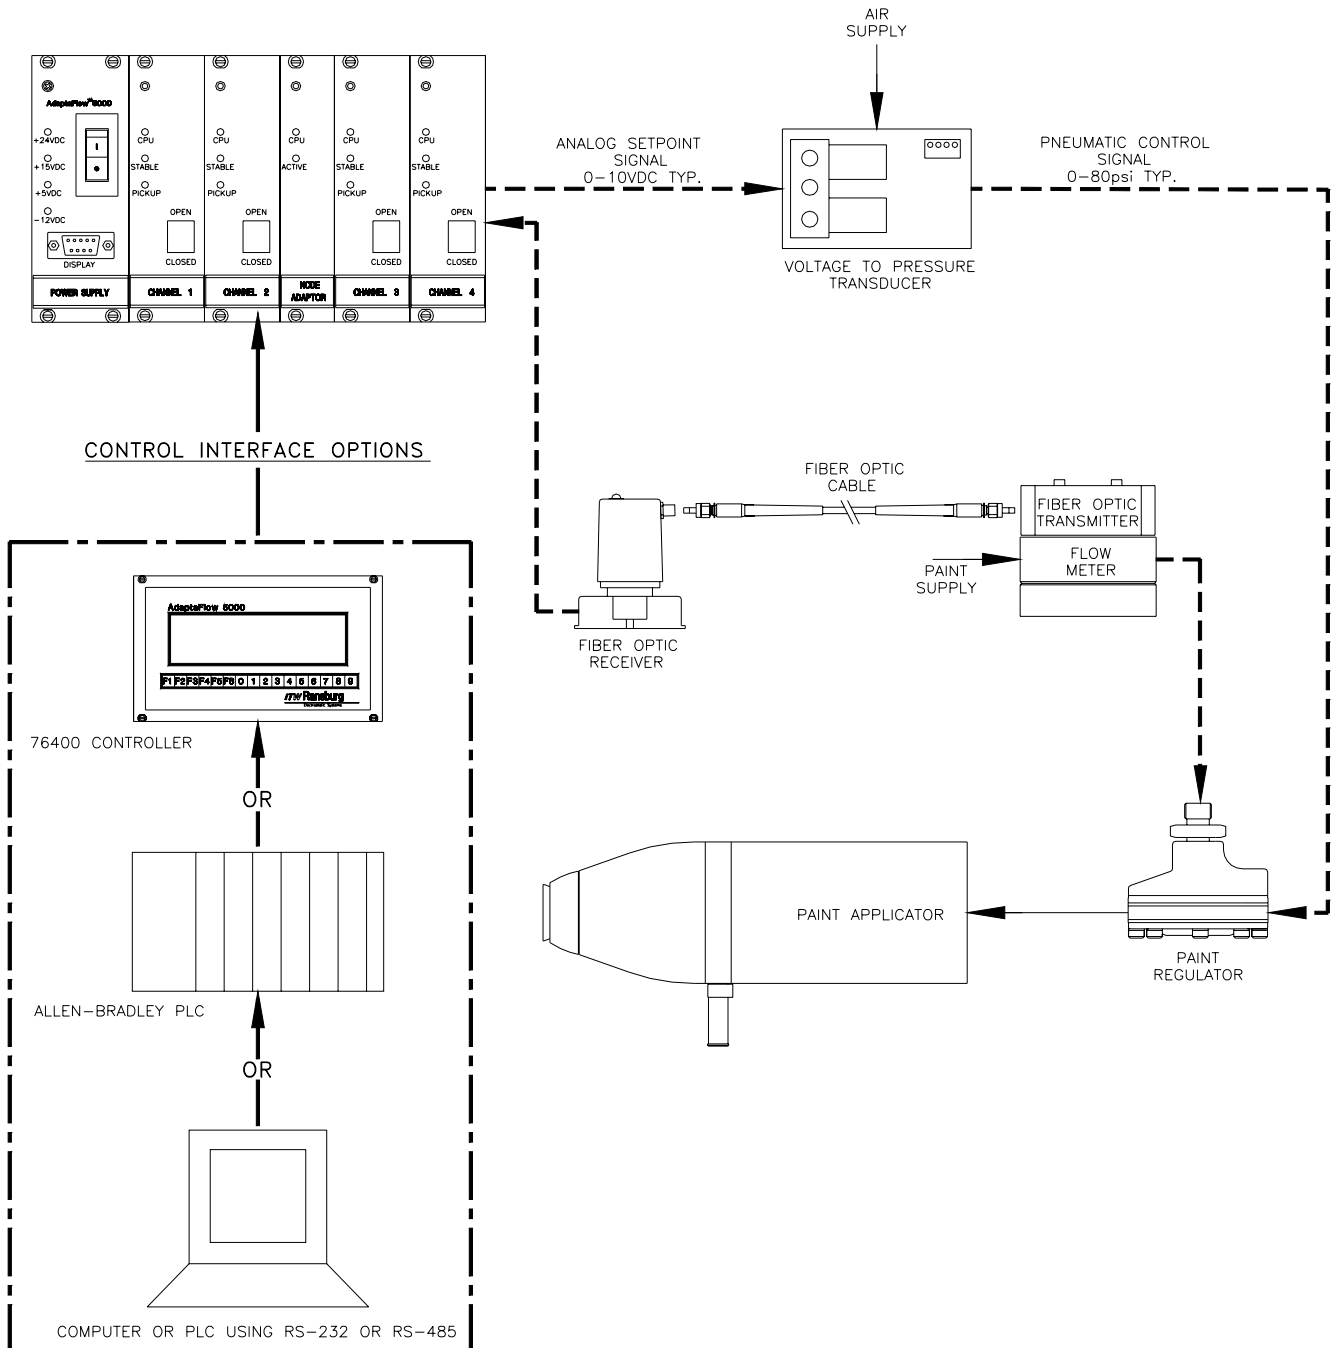 AIR
SUPPLY
AdaptaFlow™5000
+24VDC
+15VDC
+5VDC
-12VDC
DISPLAY
POWER SUPPLY
CPU
STABLE
PICKUP
OPEN
CLOSED
CHANNEL 1
CPU
STABLE
PICKUP
OPEN
CLOSED
CHANNEL 2
CPU
ACTIVE
NODE
ADAPTOR
CPU
STABLE
PICKUP
OPEN
CLOSED
CHANNEL 3
CPU
STABLE
PICKUP
OPEN
CLOSED
CHANNEL 4
ANALOG SETPOINT
SIGNAL
0-10VDC TYP.
PNEUMATIC CONTROL
SIGNAL
0-80psi TYP.
VOLTAGE TO PRESSURE
TRANSDUCER
CONTROL INTERFACE OPTIONS
FIBER OPTIC
CABLE
FIBER OPTIC
TRANSMITTER
FLOW
METER
PAINT
SUPPLY
FIBER OPTIC
RECEIVER
AdaptaFlow 5000
F1 F2 F3 F4 F5 F6 0 1 2 3 4 5 6 7 8 9
ITW Ransburg
Electrostatic Systems
76400 CONTROLLER
OR
PAINT APPLICATOR
PAINT
REGULATOR
ALLEN-BRADLEY PLC
OR
COMPUTER OR PLC USING RS-232 OR RS-485